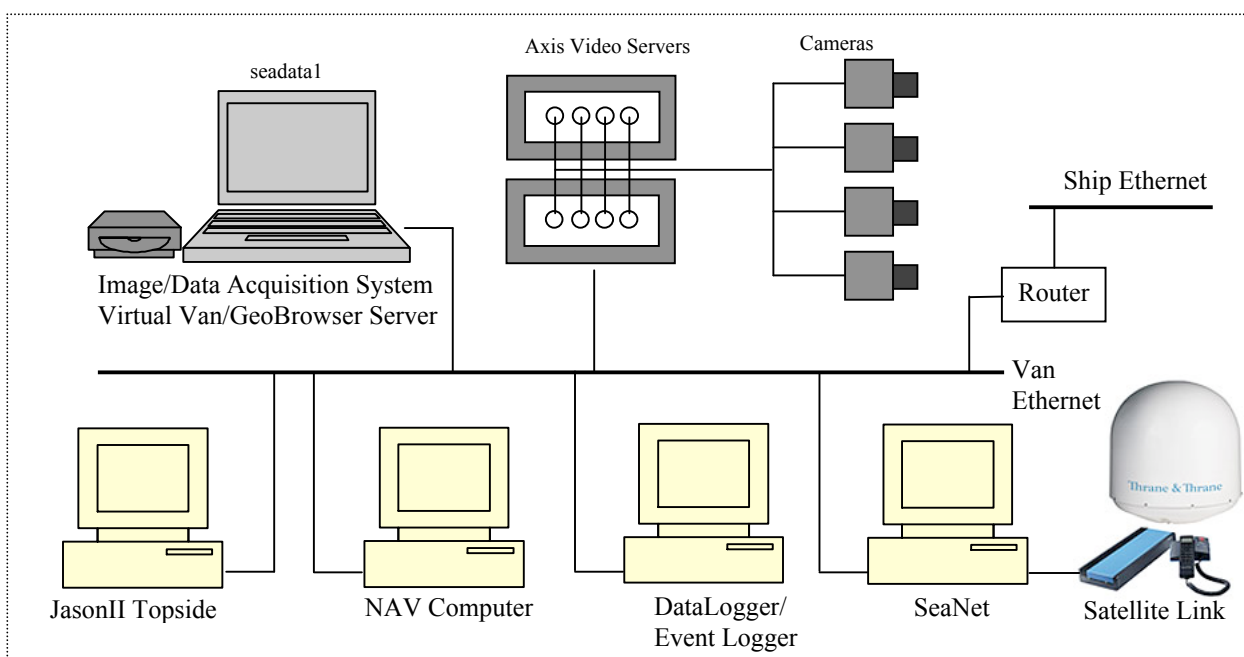 Axis Video Servers
Cameras
seadata1
Ship Ethernet
Image/Data Acquisition System
Virtual Van/GeoBrowser Server
Router
Van
Ethernet
Thrane & Thrane
JasonII Topside
NAV Computer
DataLogger/
Event Logger
SeaNet
Satellite Link